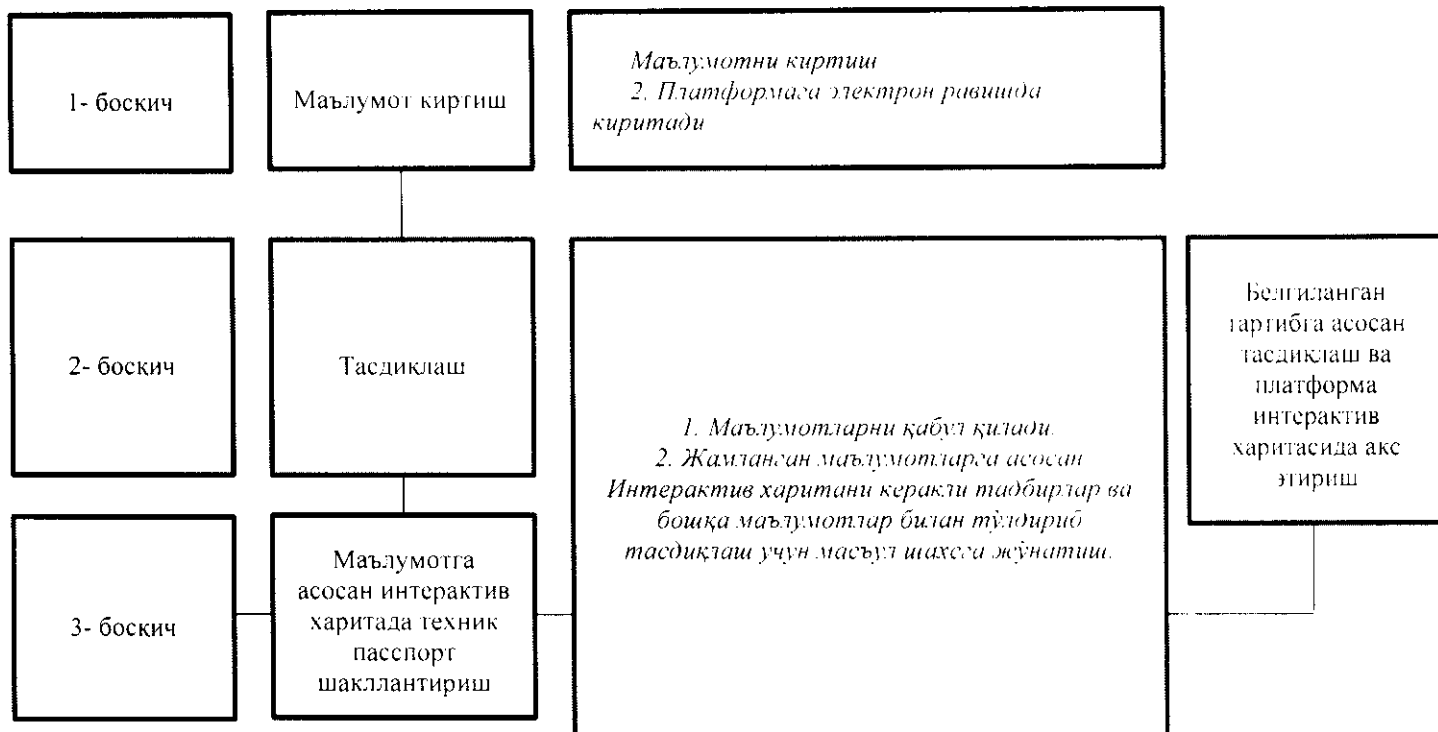 1- боскич
Маълумот киртиш
Маълумотни киртиш
2. Платформага электрон равишда
киритади
2- боскич
Тасдиклаш
1. Маълумотларни қабул қилади.
2. Жамланган маълумотларга асосан
Интерактив харитани керакли тадбирлар ва
бошқа маълумотлар билан тўлдириб
тасдиқлаш учун масъул шахсга жўнатиш.
Белгиланган
тартибга асосан
тасдиклаш ва
платформа
интерактив
харитасида акс
этириш
3- боскич
Маълумотга
асосан интерактив
харитада техник
пасспорт
шакллантириш